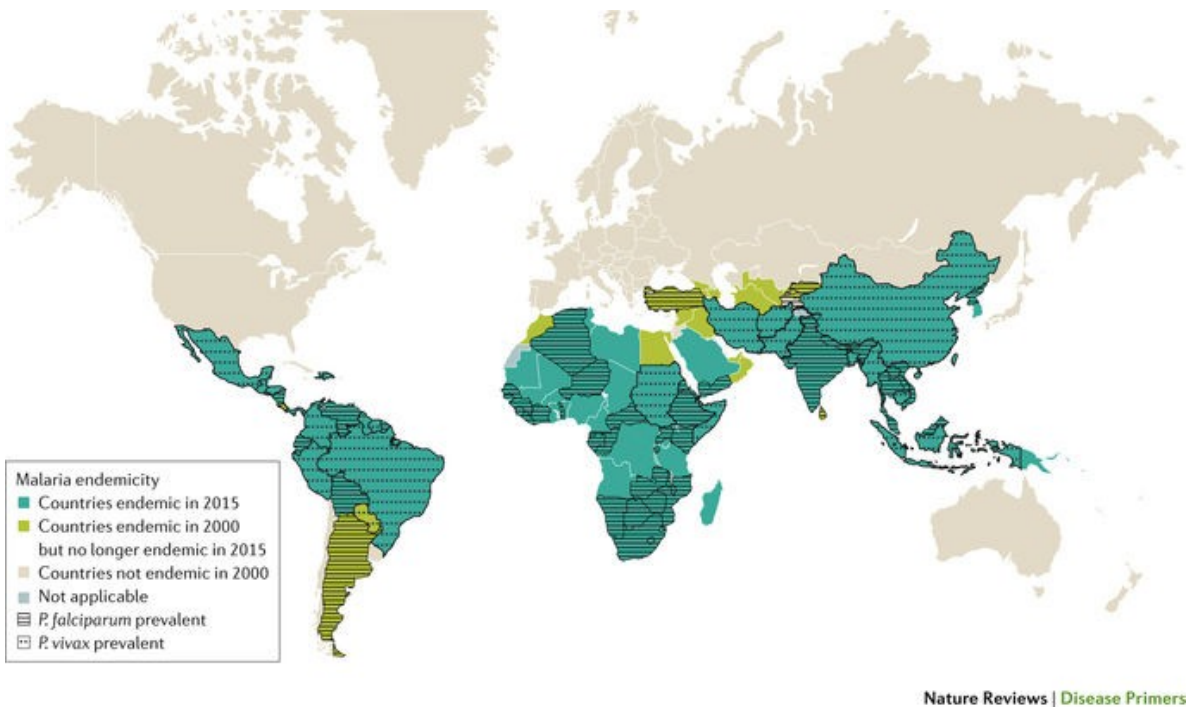 Malaria endemicity
Countries endemic in 2015
Countries endemic in 2000
but no longer endemic in 2015
Countries not endemic in 2000
Not applicable
P. falciparum prevalent
P. vivax prevalent
Nature Reviews | Disease Primers